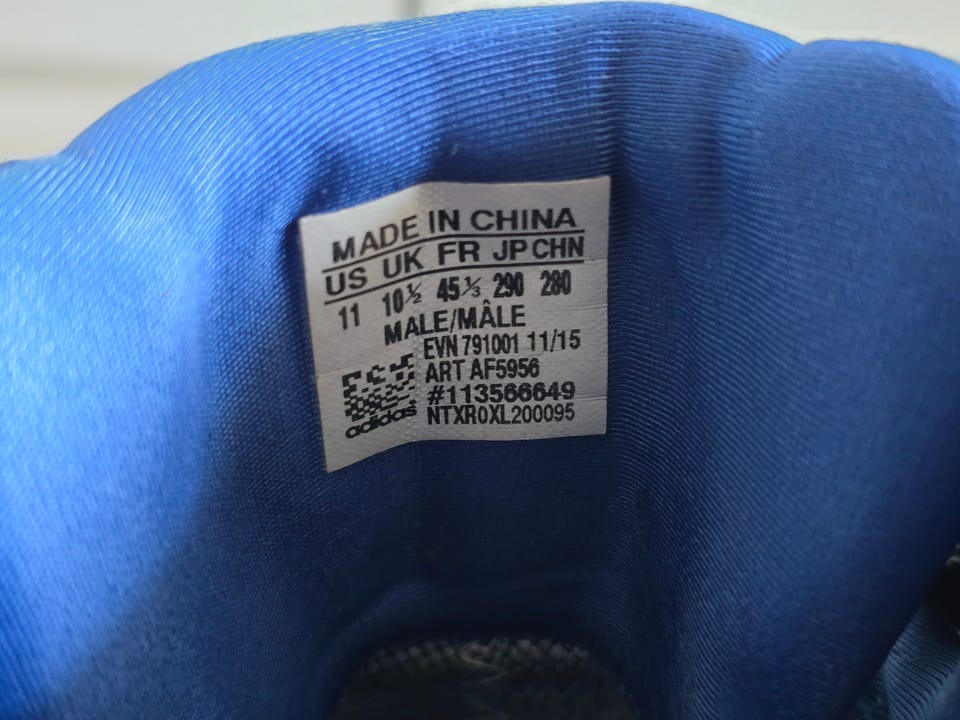 MADE IN CHINA
US UK FR JP CHN
11 10½ 45⅓ 290 280
MALE/MÂLE
EVN 791001 11/15
ART AF5956
#113566649
NTXR0XL200095
adidas